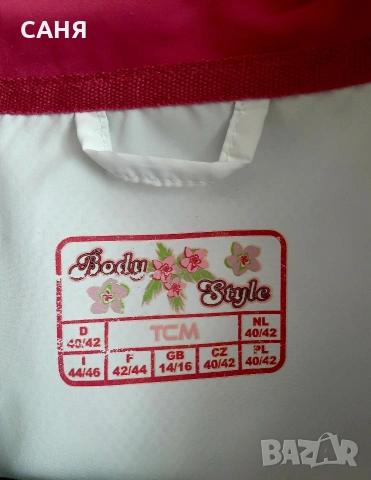 САНЯ
Body
Style
D TCM NL
40/42 40/42
I F GB CZ PL
44/46 42/44 14/16 40/42 40/42
BAZAR